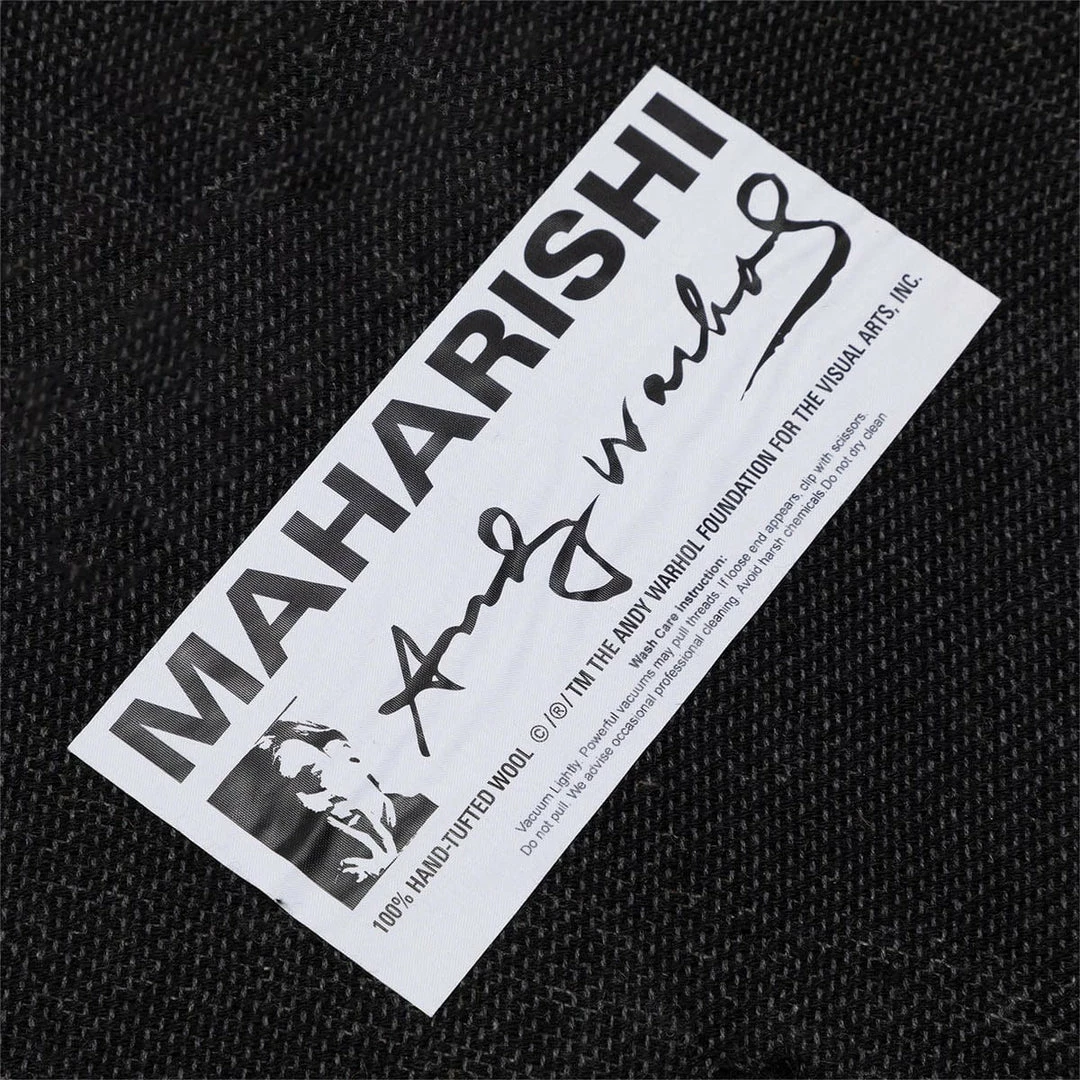 MAHARISHI
Andy Warhol
100% HAND-TUFTED WOOL ©/®/TM THE ANDY WARHOL FOUNDATION FOR THE VISUAL ARTS, INC.
Wash Care instruction:
Vacuum Lightly. Powerful vacuums may pull threads. If loose end appears, clip with scissors.
Do not pull. We advise occasional professional cleaning. Avoid harsh chemicals.Do not dry clean